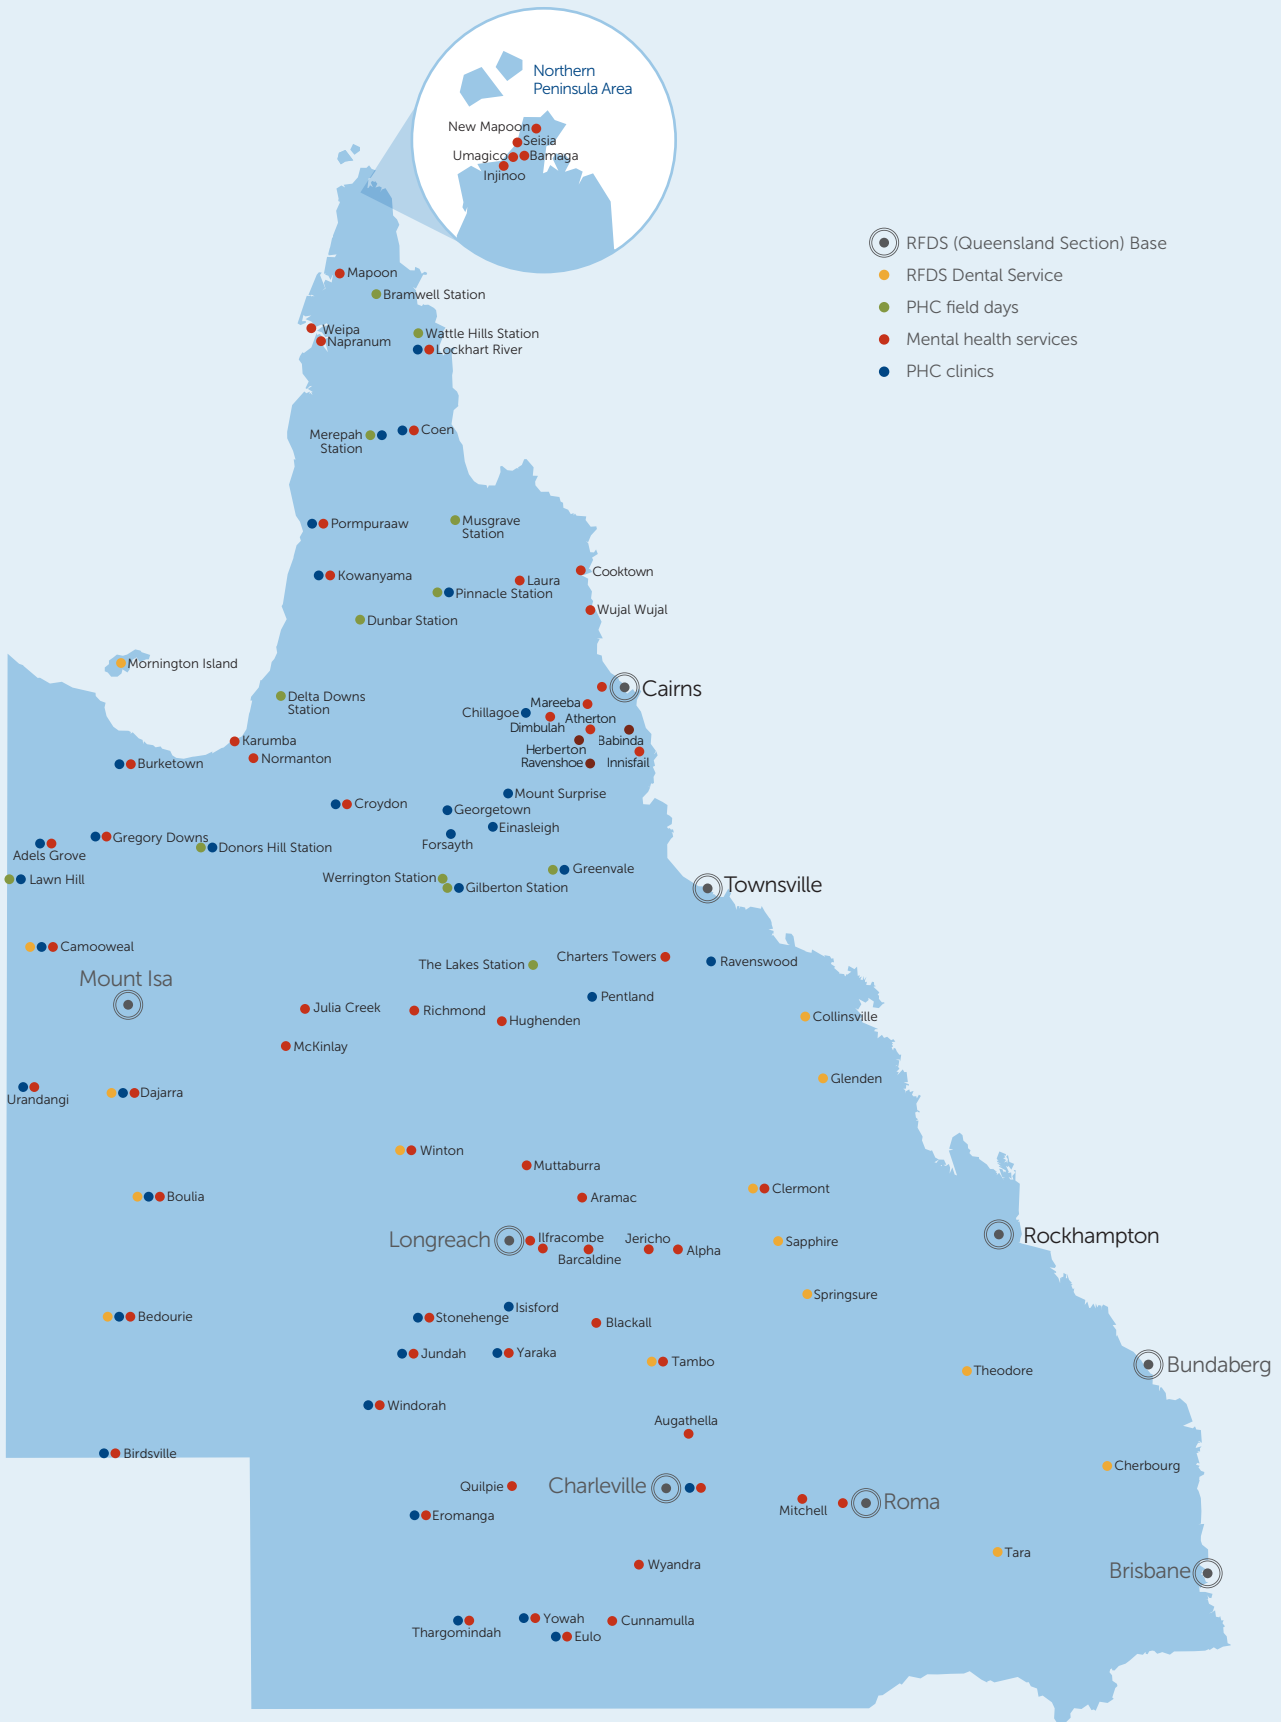 Northern
Peninsula Area
New Mapoon
Seisia
Umagico
Bamaga
Injinoo
RFDS (Queensland Section) Base
RFDS Dental Service
PHC field days
Mental health services
PHC clinics
Mapoon
Bramwell Station
Weipa
Wattle Hills Station
Napranum
Lockhart River
Coen
Merepah
Station
Pormpuraaw
Musgrave
Station
Kowanyama
Laura
Cooktown
Pinnacle Station
Wujal Wujal
Dunbar Station
Mornington Island
Cairns
Delta Downs
Station
Mareeba
Chillagoe
Atherton
Dimbulah
Karumba
Babinda
Herberton
Normanton
Ravenshoe
Innisfail
Burketown
Mount Surprise
Croydon
Georgetown
Einasleigh
Gregory Downs
Forsayth
Donors Hill Station
Adels Grove
Greenvale
Werrington Station
Lawn Hill
Gilberton Station
Townsville
Camooweal
Charters Towers
Ravenswood
The Lakes Station
Mount Isa
Pentland
Julia Creek
Richmond
Hughenden
Collinsville
McKinlay
Glenden
Dajarra
Urandangi
Winton
Muttaburra
Clermont
Boulia
Aramac
Rockhampton
Longreach
Ilfracombe
Jericho
Sapphire
Alpha
Barcaldine
Springsure
Isisford
Bedourie
Stonehenge
Blackall
Jundah
Yaraka
Tambo
Bundaberg
Theodore
Windorah
Augathella
Birdsville
Cherbourg
Quilpie
Charleville
Roma
Mitchell
Eromanga
Tara
Wyandra
Brisbane
Yowah
Cunnamulla
Thargomindah
Eulo